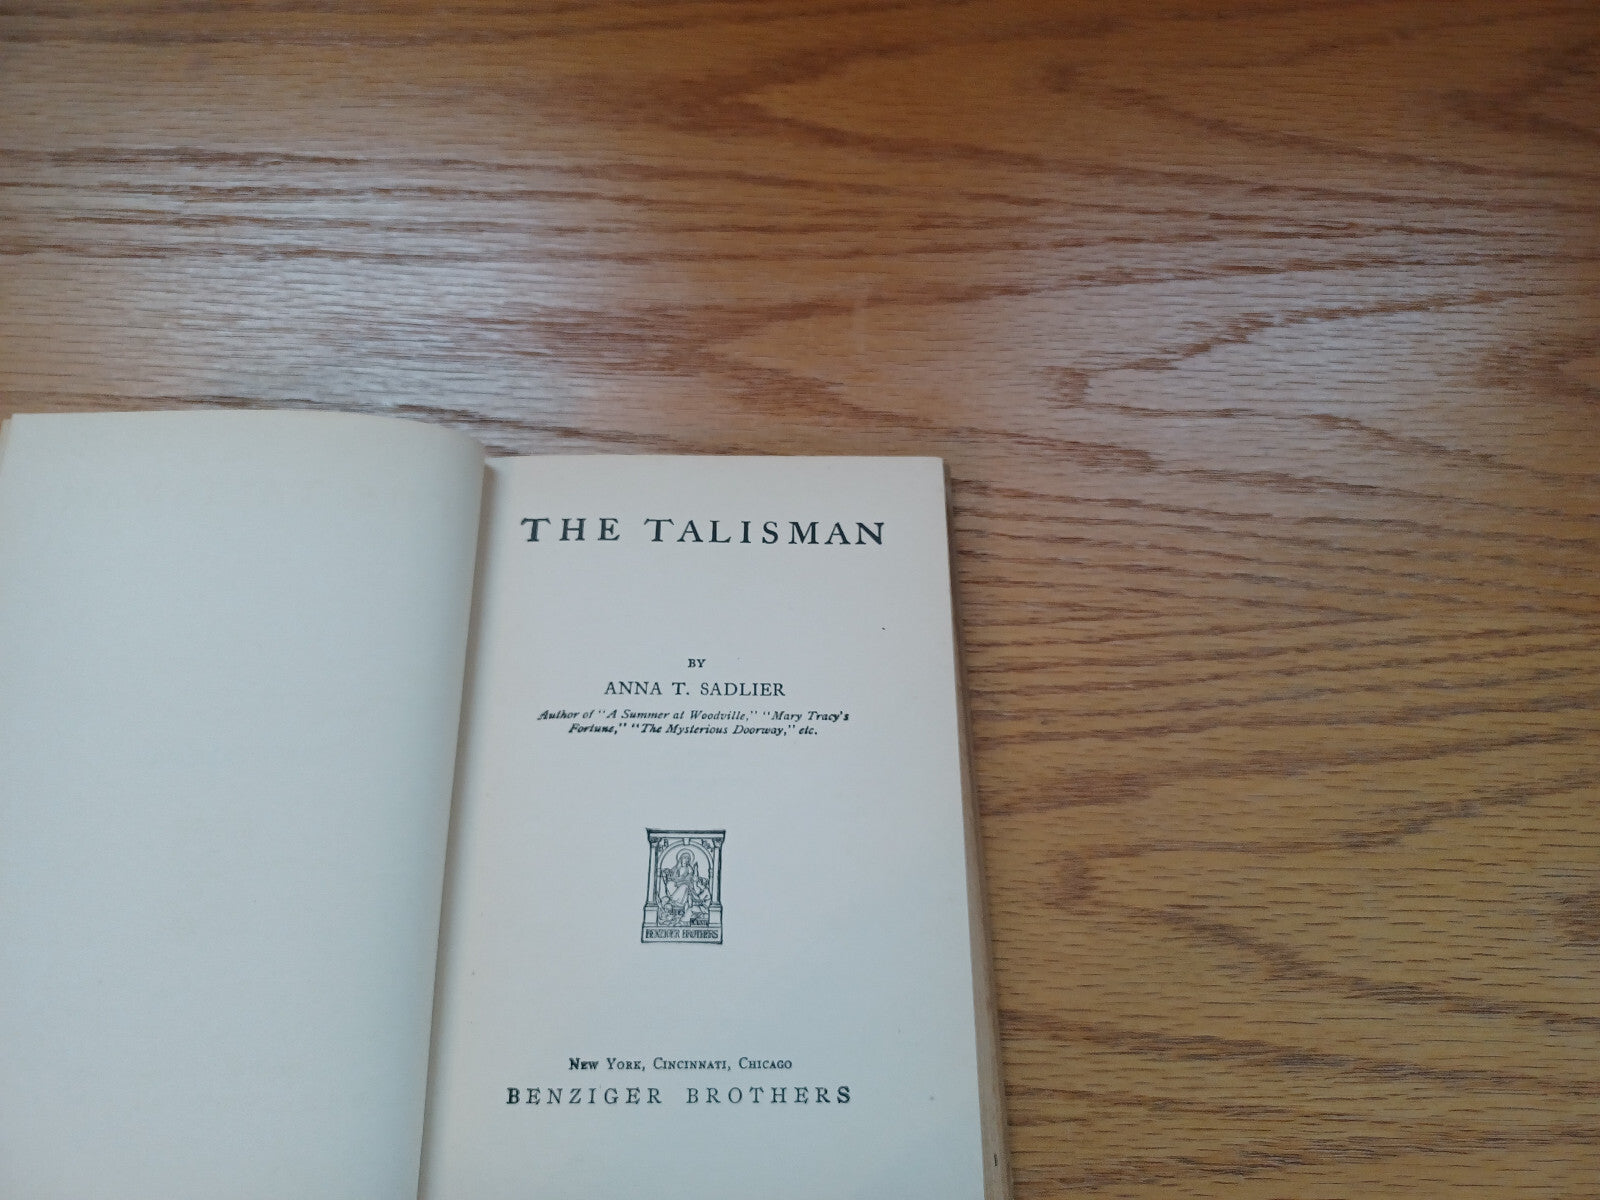 THE TALISMAN
BY
ANNA T. SADLIER
Author of "A Summer at Woodville," "Mary Tracy's
Fortune," "The Mysterious Doorway," etc.
BENZIGER BROTHERS
New York, Cincinnati, Chicago
BENZIGER BROTHERS